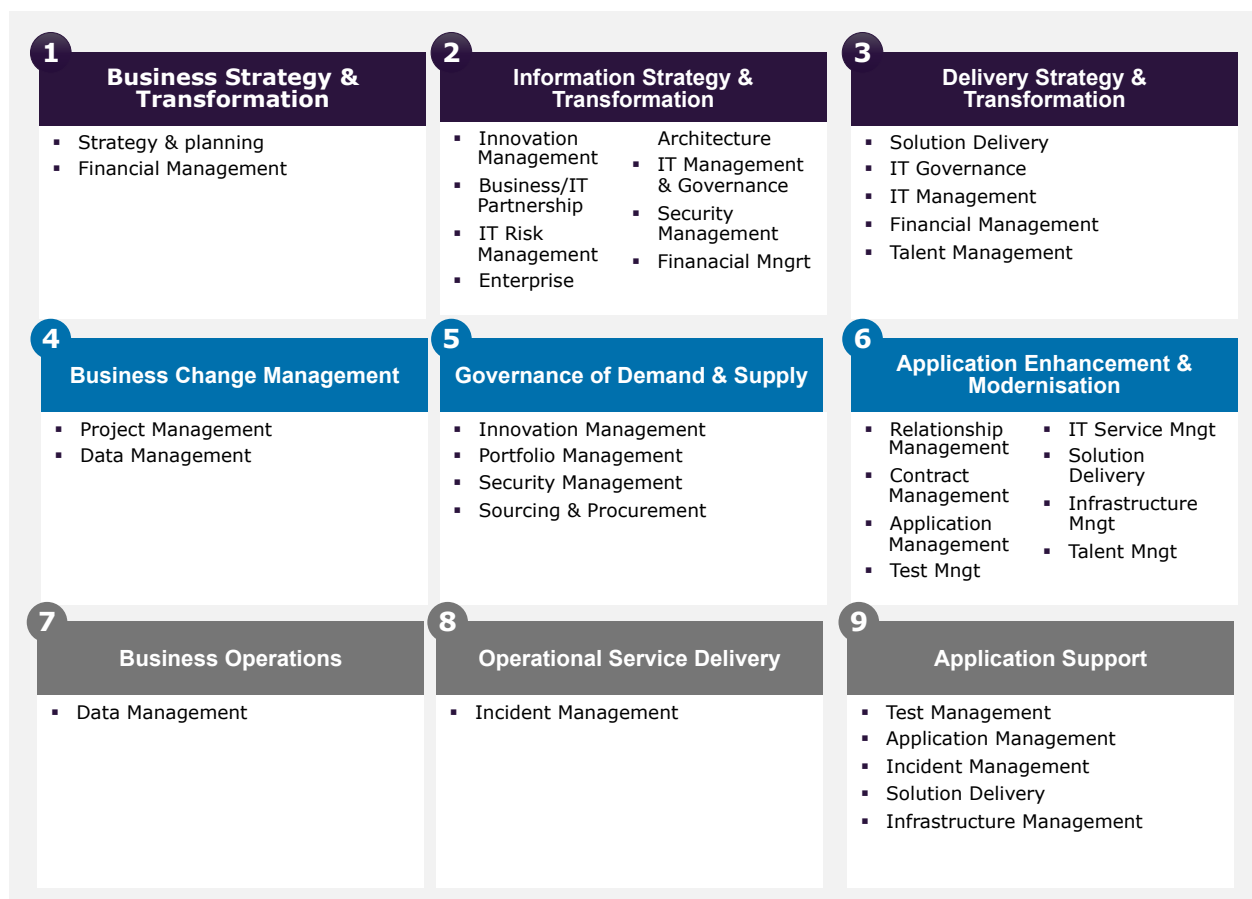 1
Business Strategy &
Transformation
▪ Strategy & planning
▪ Financial Management
2
Information Strategy &
Transformation
▪ Innovation
Management
▪ Business/IT
Partnership
▪ IT Risk
Management
▪ Enterprise
Architecture
▪ IT Management
& Governance
▪ Security
Management
▪ Finanacial Mngrt
3
Delivery Strategy &
Transformation
▪ Solution Delivery
▪ IT Governance
▪ IT Management
▪ Financial Management
▪ Talent Management
4
Business Change Management
▪ Project Management
▪ Data Management
5
Governance of Demand & Supply
▪ Innovation Management
▪ Portfolio Management
▪ Security Management
▪ Sourcing & Procurement
6
Application Enhancement &
Modernisation
▪ Relationship
Management
▪ Contract
Management
▪ Application
Management
▪ Test Mngt
▪ IT Service Mngt
▪ Solution
Delivery
▪ Infrastructure
Mngt
▪ Talent Mngt
7
Business Operations
▪ Data Management
8
Operational Service Delivery
▪ Incident Management
9
Application Support
▪ Test Management
▪ Application Management
▪ Incident Management
▪ Solution Delivery
▪ Infrastructure Management